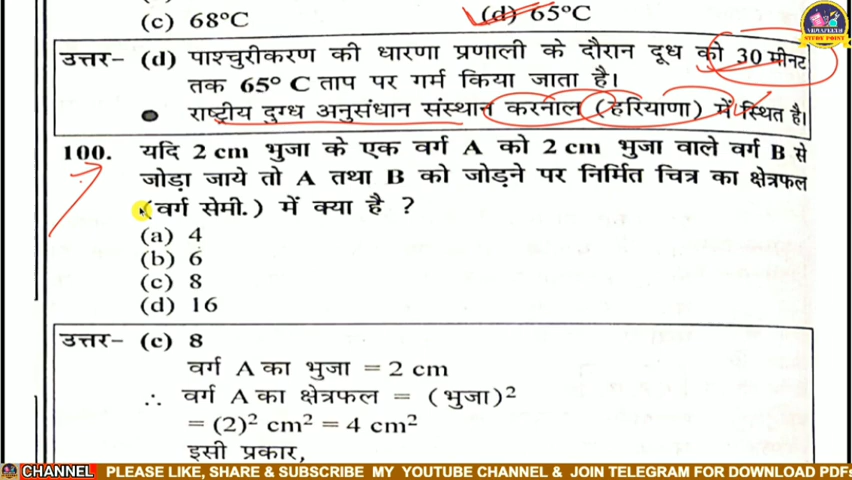 (c) 68°C (d) 65°C
उत्तर- (d) पाश्चुरीकरण की धारणा प्रणाली के दौरान दूध को 30 मीनट
तक 65° C ताप पर गर्म किया जाता है।
● राष्ट्रीय दुग्ध अनुसंधान संस्थान करनाल (हरियाणा) में स्थित है।
100. यदि 2 cm भुजा के एक वर्ग A को 2 cm भुजा वाले वर्ग B से
जोड़ा जाये तो A तथा B को जोड़ने पर निर्मित चित्र का क्षेत्रफल
(वर्ग सेमी.) में क्या है ?
(a) 4
(b) 6
(c) 8
(d) 16
उत्तर- (c) 8
वर्ग A का भुजा = 2 cm
∴ वर्ग A का क्षेत्रफल = (भुजा)²
= (2)² cm² = 4 cm²
इसी प्रकार,
CHANNEL PLEASE LIKE, SHARE & SUBSCRIBE MY YOUTUBE CHANNEL & JOIN TELEGRAM FOR DOWNLOAD PDFs
STUDY POINT